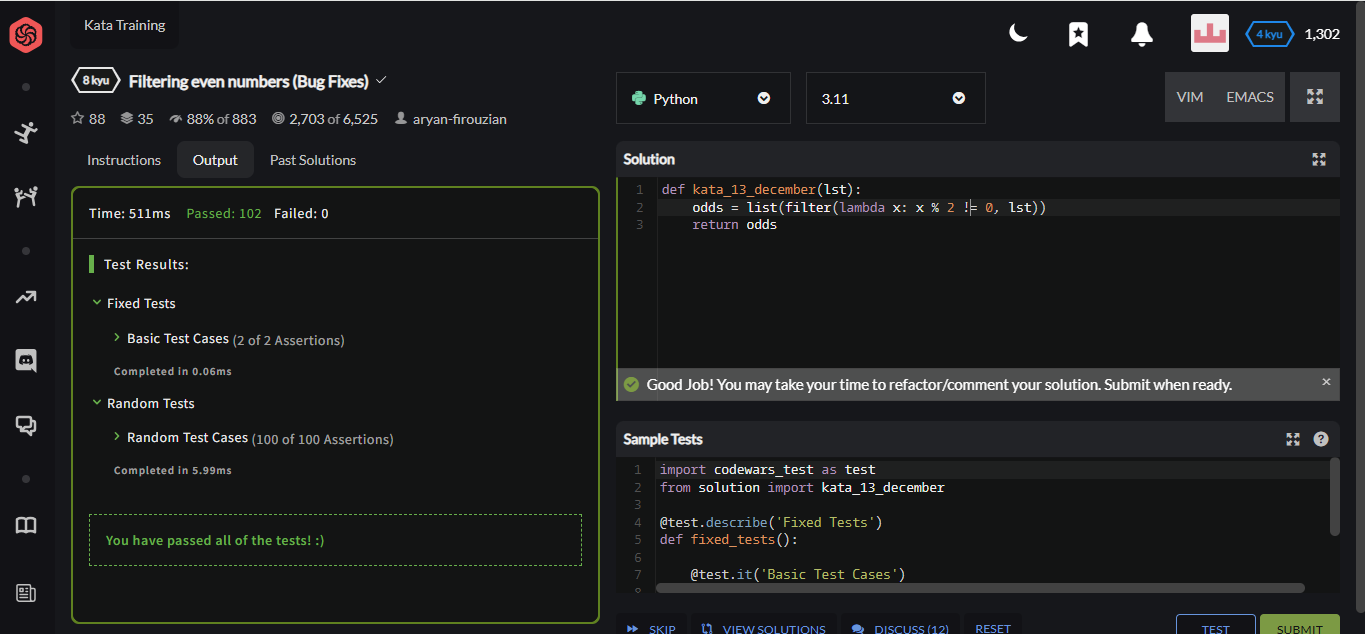 Kata Training
4 kyu
1,302
8 kyu
Filtering even numbers (Bug Fixes)
88
35
88% of 883
2,703 of 6,525
aryan-firouzian
Instructions
Output
Past Solutions
Time: 511ms Passed: 102 Failed: 0
Test Results:
Fixed Tests
Basic Test Cases (2 of 2 Assertions)
Completed in 0.06ms
Random Tests
Random Test Cases (100 of 100 Assertions)
Completed in 5.99ms
You have passed all of the tests! :)
Python
3.11
VIM
EMACS
Solution
1 def kata_13_december(lst):
2 odds = list(filter(lambda x: x % 2 != 0, lst))
3 return odds
Good Job! You may take your time to refactor/comment your solution. Submit when ready.
Sample Tests
1 import codewars_test as test
2 from solution import kata_13_december
3
4 @test.describe('Fixed Tests')
5 def fixed_tests():
6
7 @test.it('Basic Test Cases')
8
SKIP
VIEW SOLUTIONS
DISCUSS (12)
RESET
TEST
SUBMIT